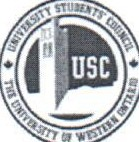 UNIVERSITY STUDENTS' COUNCIL
USC
THE UNIVERSITY OF WESTERN ONTARIO